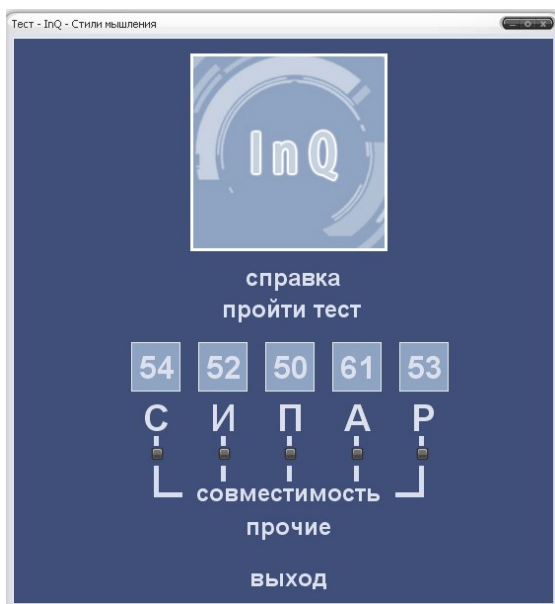 Тест - InQ - Стили мышления
InQ
справка
пройти тест
54 52 50 61 53
С И П А Р
совместимость
прочие
выход